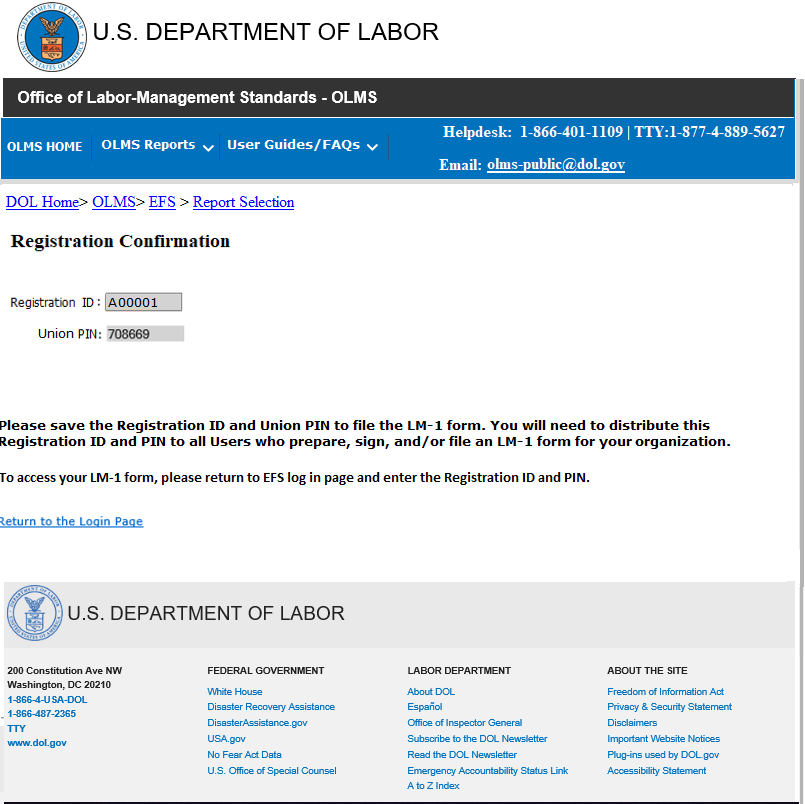 U.S. DEPARTMENT OF LABOR
Office of Labor-Management Standards - OLMS
OLMS HOME
OLMS Reports
User Guides/FAQs
Helpdesk: 1-866-401-1109 | TTY:1-877-4-889-5627
Email: olms-public@dol.gov
DOL Home> OLMS> EFS > Report Selection
Registration Confirmation
Registration ID : A00001
Union PIN: 708669
Please save the Registration ID and Union PIN to file the LM-1 form. You will need to distribute this
Registration ID and PIN to all Users who prepare, sign, and/or file an LM-1 form for your organization.
To access your LM-1 form, please return to EFS log in page and enter the Registration ID and PIN.
Return to the Login Page
U.S. DEPARTMENT OF LABOR
200 Constitution Ave NW
Washington, DC 20210
1-866-4-USA-DOL
1-866-487-2365
TTY
www.dol.gov
FEDERAL GOVERNMENT
White House
Disaster Recovery Assistance
DisasterAssistance.gov
USA.gov
No Fear Act Data
U.S. Office of Special Counsel
LABOR DEPARTMENT
About DOL
Español
Office of Inspector General
Subscribe to the DOL Newsletter
Read the DOL Newsletter
Emergency Accountability Status Link
A to Z Index
ABOUT THE SITE
Freedom of Information Act
Privacy & Security Statement
Disclaimers
Important Website Notices
Plug-ins used by DOL.gov
Accessibility Statement